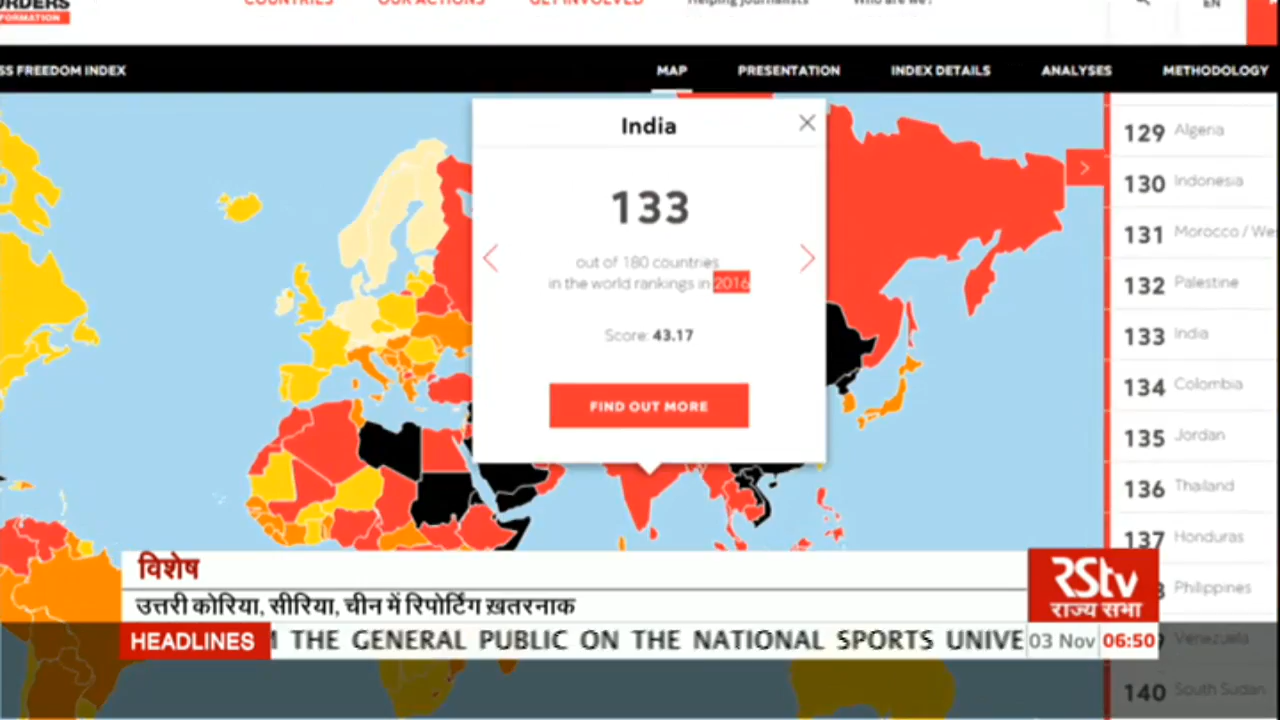 ORDERS
FORMATION
COUNTRIES OUR ACTIONS GET INVOLVED Helping journalists Who are we?
EN
SS FREEDOM INDEX
MAP PRESENTATION INDEX DETAILS ANALYSES METHODOLOGY
India
133
out of 180 countries
in the world rankings in 2016
Score: 43.17
FIND OUT MORE
129 Algeria
130 Indonesia
131 Morocco / We
132 Palestine
133 India
134 Colombia
135 Jordan
136 Thailand
137 Honduras
8 Philippines
9 Venezuela
140 South Sudan
विशेष
उत्तरी कोरिया, सीरिया, चीन में रिपोर्टिंग ख़तरनाक
RStv
राज्य सभा
HEADLINES M THE GENERAL PUBLIC ON THE NATIONAL SPORTS UNIVE 03 Nov 06:50